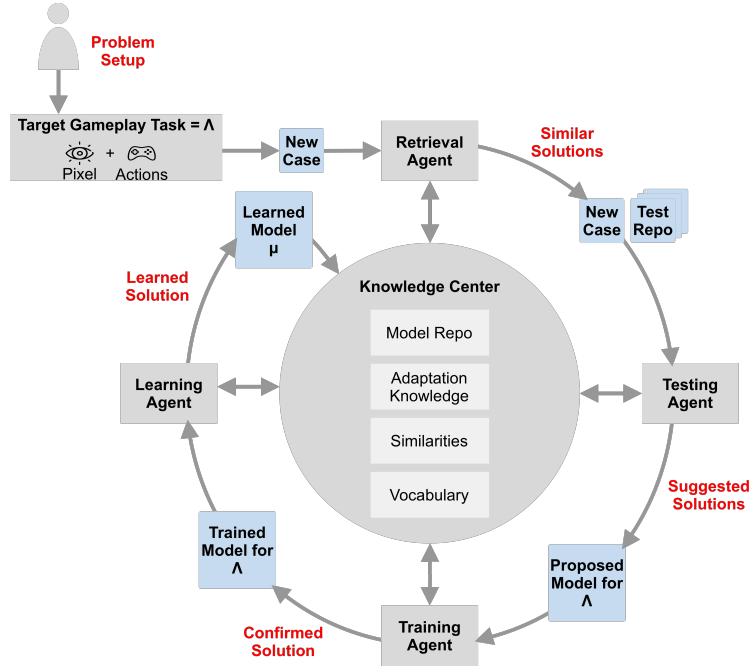 Problem
Setup
Target Gameplay Task = Λ
+
Pixel Actions
New
Case
Retrieval
Agent
Similar
Solutions
New
Case
Test
Repo
Learned
Model
μ
Learned
Solution
Knowledge Center
Model Repo
Adaptation
Knowledge
Similarities
Vocabulary
Learning
Agent
Testing
Agent
Suggested
Solutions
Trained
Model for
Λ
Proposed
Model for
Λ
Confirmed
Solution
Training
Agent